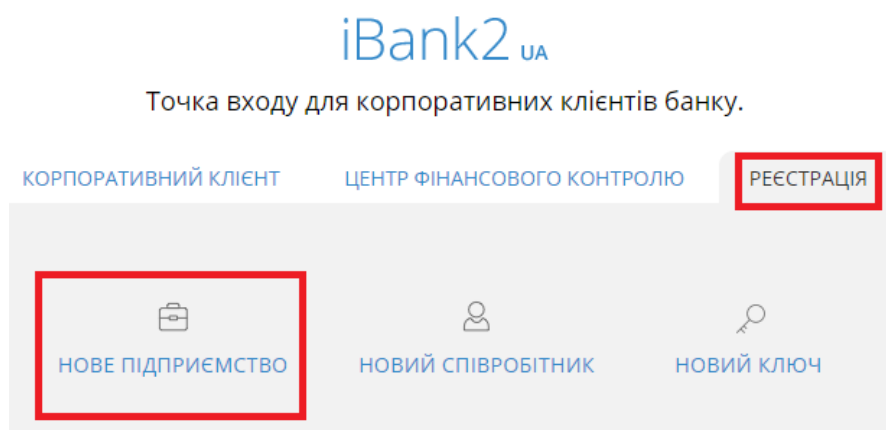 iBank2 UA
Точка входу для корпоративних клієнтів банку.
КОРПОРАТИВНИЙ КЛІЄНТ ЦЕНТР ФІНАНСОВОГО КОНТРОЛЮ РЕЄСТРАЦІЯ
НОВЕ ПІДПРИЄМСТВО НОВИЙ СПІВРОБІТНИК НОВИЙ КЛЮЧ